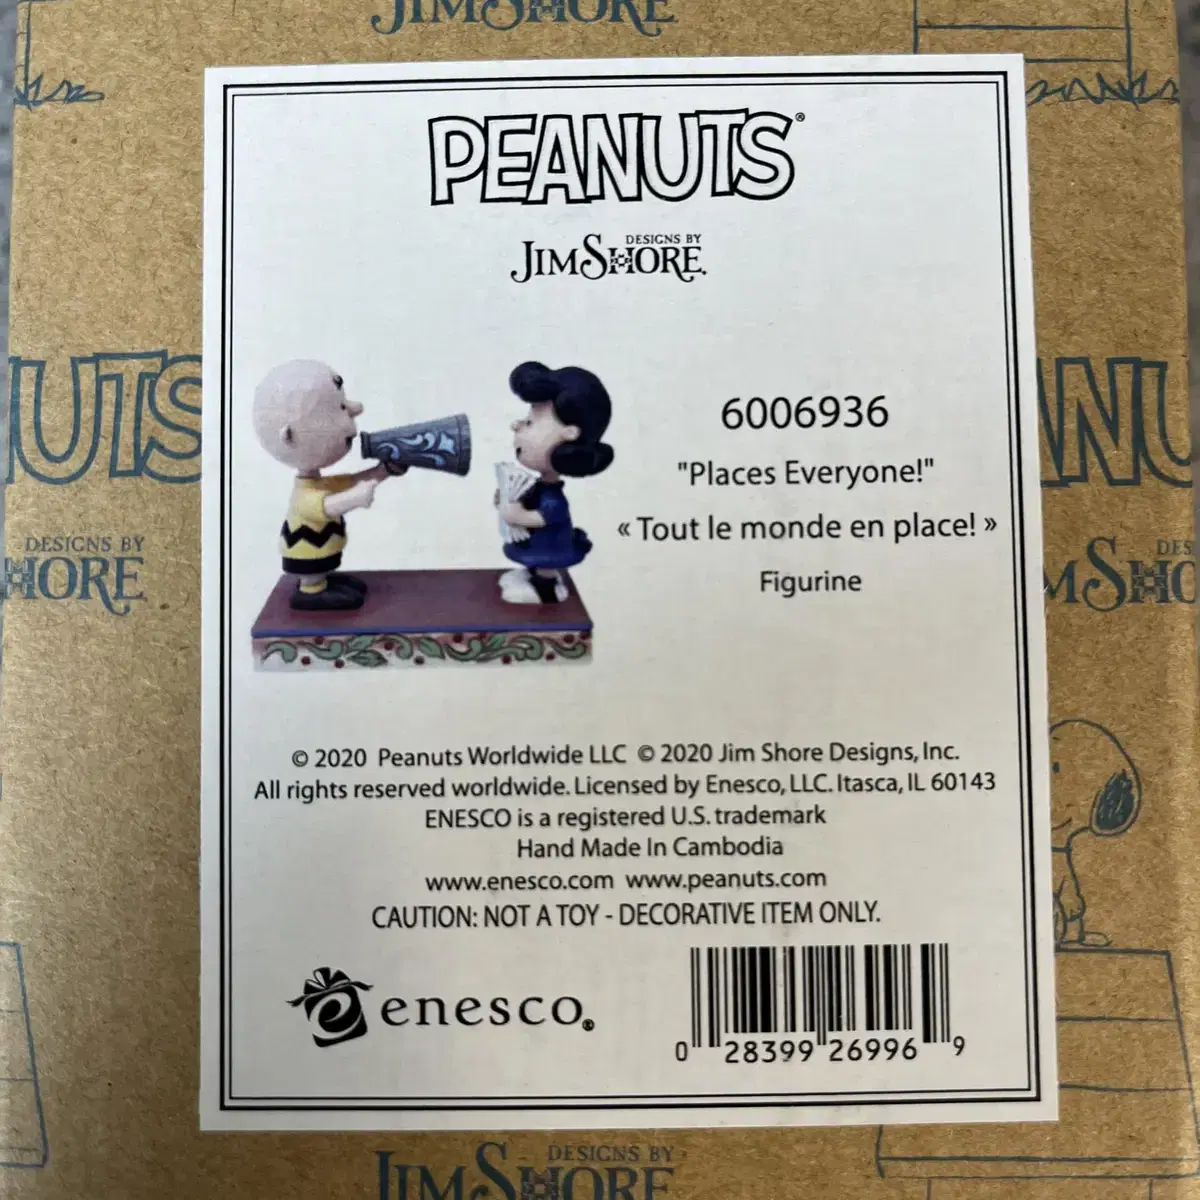 JIM SHORE
PEANUTS®
DESIGNS BY
JIM SHORE.
6006936
"Places Everyone!"
« Tout le monde en place! »
Figurine
UTS
ANU
DESIGNS BY
HORE
DES
M SHO
© 2020 Peanuts Worldwide LLC © 2020 Jim Shore Designs, Inc.
All rights reserved worldwide. Licensed by Enesco, LLC. Itasca, IL 60143
ENESCO is a registered U.S. trademark
Hand Made In Cambodia
www.enesco.com www.peanuts.com
CAUTION: NOT A TOY - DECORATIVE ITEM ONLY.
enesco®
0 28399 26996 9
DESIGNS BY
JIM SHORE